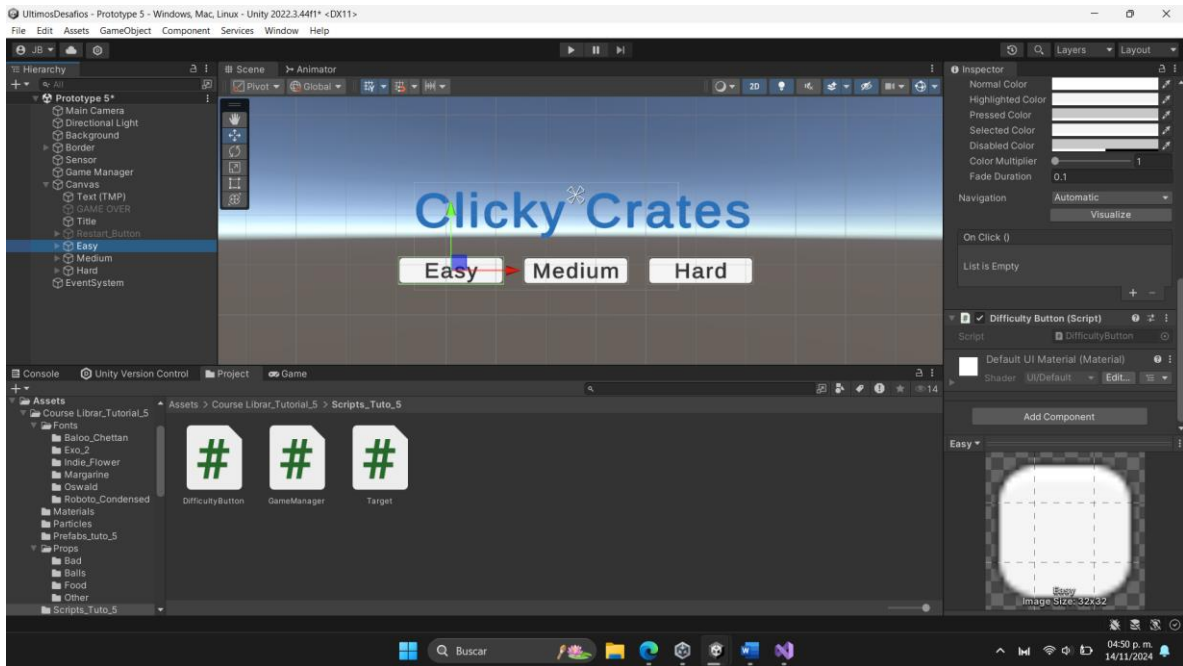 UltimosDesafios - Prototype 5 - Windows, Mac, Linux - Unity 2022.3.44f1* <DX11>
File Edit Assets GameObject Component Services Window Help
JB Layers Layout
Hierarchy
All
Prototype 5*
Main Camera
Directional Light
Background
Border
Sensor
Game Manager
Canvas
Text (TMP)
GAME OVER
Title
Restart_Button
Easy
Medium
Hard
EventSystem
Scene Animator
Pivot Global 2D
Clicky Crates
Easy Medium Hard
Inspector
Normal Color
Highlighted Color
Pressed Color
Selected Color
Disabled Color
Color Multiplier 1
Fade Duration 0.1
Navigation Automatic
Visualize
On Click ()
List is Empty
+ -
Difficulty Button (Script)
Script DifficultyButton
Default UI Material (Material)
Shader UI/Default Edit...
Add Component
Easy
Easy
Image Size: 32x32
Console Unity Version Control Project Game
14
Assets
Course Librar_Tutorial_5
Fonts
Baloo_Chettan
Exo_2
Indie_Flower
Margarine
Oswald
Roboto_Condensed
Materials
Particles
Prefabs_tuto_5
Props
Bad
Balls
Food
Other
Scripts_Tuto_5
Assets > Course Librar_Tutorial_5 > Scripts_Tuto_5
# # #
DifficultyButton GameManager Target
Buscar
04:50 p. m.
14/11/2024